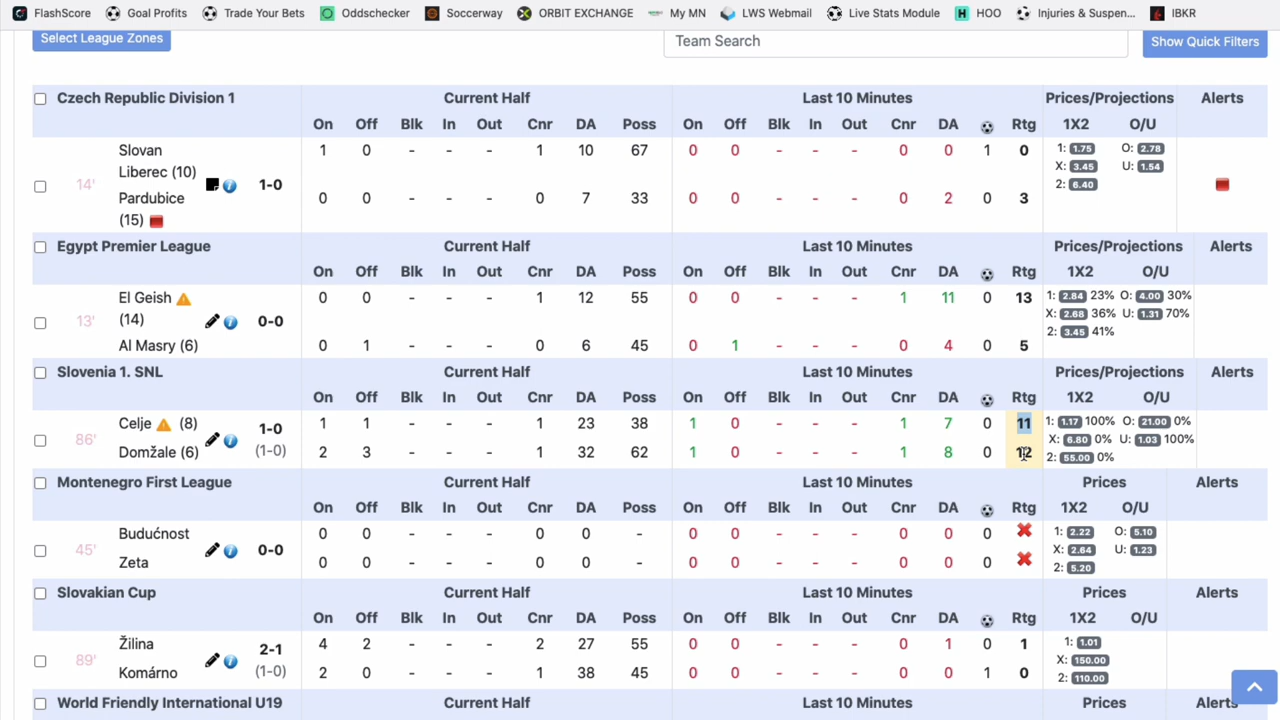 FlashScore Goal Profits Trade Your Bets Oddschecker Soccerway ORBIT EXCHANGE My MN LWS Webmail Live Stats Module HOO Injuries & Suspen... IBKR
Select League Zones Team Search Show Quick Filters
Czech Republic Division 1 Current Half Last 10 Minutes Prices/Projections Alerts
On Off Blk In Out Cnr DA Poss On Off Blk In Out Cnr DA Rtg 1X2 O/U
14' Slovan Liberec (10) 1-0 1 0 - - - 1 10 67 0 0 - - - 0 0 1 0 1: 1.75 O: 2.78
X: 3.45 U: 1.54
Pardubice (15) 0 0 - - - 0 7 33 0 0 - - - 0 2 0 3 2: 6.40
Egypt Premier League Current Half Last 10 Minutes Prices/Projections Alerts
On Off Blk In Out Cnr DA Poss On Off Blk In Out Cnr DA Rtg 1X2 O/U
13' El Geish (14) 0-0 0 0 - - - 1 12 55 0 0 - - - 1 11 0 13 1: 2.84 23% O: 4.00 30%
X: 2.68 36% U: 1.31 70%
Al Masry (6) 0 1 - - - 0 6 45 0 1 - - - 0 4 0 5 2: 3.45 41%
Slovenia 1. SNL Current Half Last 10 Minutes Prices/Projections Alerts
On Off Blk In Out Cnr DA Poss On Off Blk In Out Cnr DA Rtg 1X2 O/U
86' Celje (8) 1-0 1 1 - - - 1 23 38 1 0 - - - 1 7 0 11 1: 1.17 100% O: 21.00 0%
X: 6.80 0% U: 1.03 100%
Domžale (6) (1-0) 2 3 - - - 1 32 62 1 0 - - - 1 8 0 12 2: 55.00 0%
Montenegro First League Current Half Last 10 Minutes Prices Alerts
On Off Blk In Out Cnr DA Poss On Off Blk In Out Cnr DA Rtg 1X2 O/U
45' Budućnost 0-0 0 0 - - - 0 0 - 0 0 - - - 0 0 0 1: 2.22 O: 5.10
X: 2.64 U: 1.23
Zeta 0 0 - - - 0 0 - 0 0 - - - 0 0 0 2: 5.20
Slovakian Cup Current Half Last 10 Minutes Prices Alerts
On Off Blk In Out Cnr DA Poss On Off Blk In Out Cnr DA Rtg 1X2 O/U
89' Žilina 2-1 4 2 - - - 2 27 55 0 0 - - - 0 1 0 1 1: 1.01
X: 150.00
Komárno (1-0) 2 0 - - - 1 38 45 0 0 - - - 0 0 1 0 2: 110.00
World Friendly International U19 Current Half Last 10 Minutes Prices Alerts